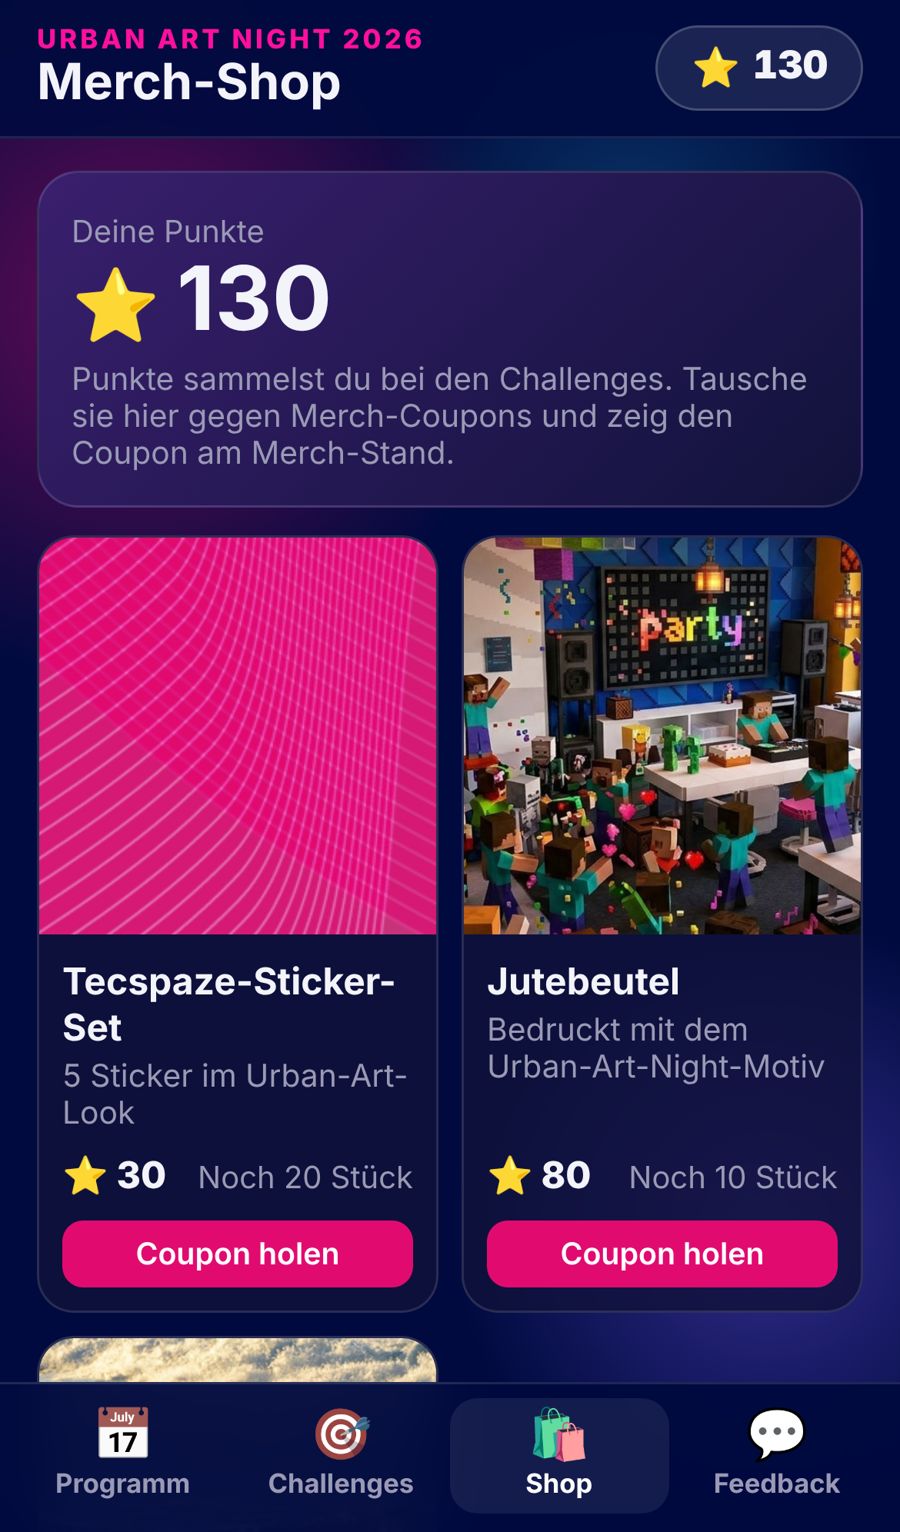 URBAN ART NIGHT 2026
Merch-Shop
130
Deine Punkte
130
Punkte sammelst du bei den Challenges. Tausche
sie hier gegen Merch-Coupons und zeig den
Coupon am Merch-Stand.
party
Tecspaze-Sticker-
Set
5 Sticker im Urban-Art-
Look
30 Noch 20 Stück
Coupon holen
Jutebeutel
Bedruckt mit dem
Urban-Art-Night-Motiv
80 Noch 10 Stück
Coupon holen
July
17
Programm
Challenges
Shop
Feedback